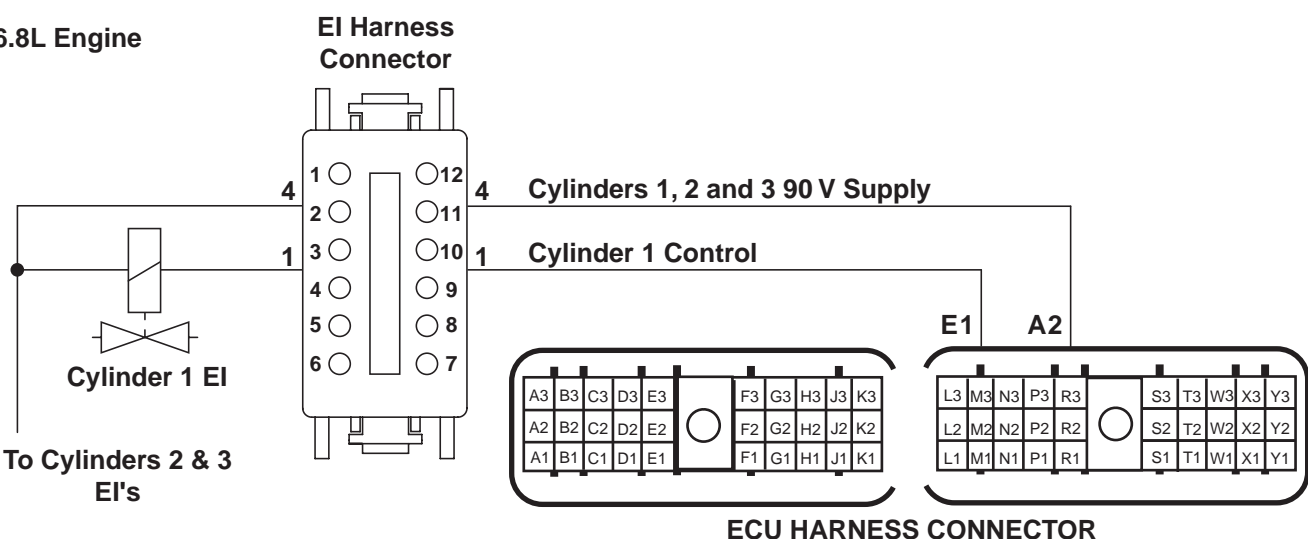 6.8L Engine
EI Harness
Connector
1 12
4 4 Cylinders 1, 2 and 3 90 V Supply
2 11
1 3 10 1 Cylinder 1 Control
4 9
5 8
6 7
E1 A2
Cylinder 1 EI
To Cylinders 2 & 3
EI's
A3 B3 C3 D3 E3 F3 G3 H3 J3 K3
A2 B2 C2 D2 E2 F2 G2 H2 J2 K2
A1 B1 C1 D1 E1 F1 G1 H1 J1 K1
L3 M3 N3 P3 R3 S3 T3 W3 X3 Y3
L2 M2 N2 P2 R2 S2 T2 W2 X2 Y2
L1 M1 N1 P1 R1 S1 T1 W1 X1 Y1
ECU HARNESS CONNECTOR